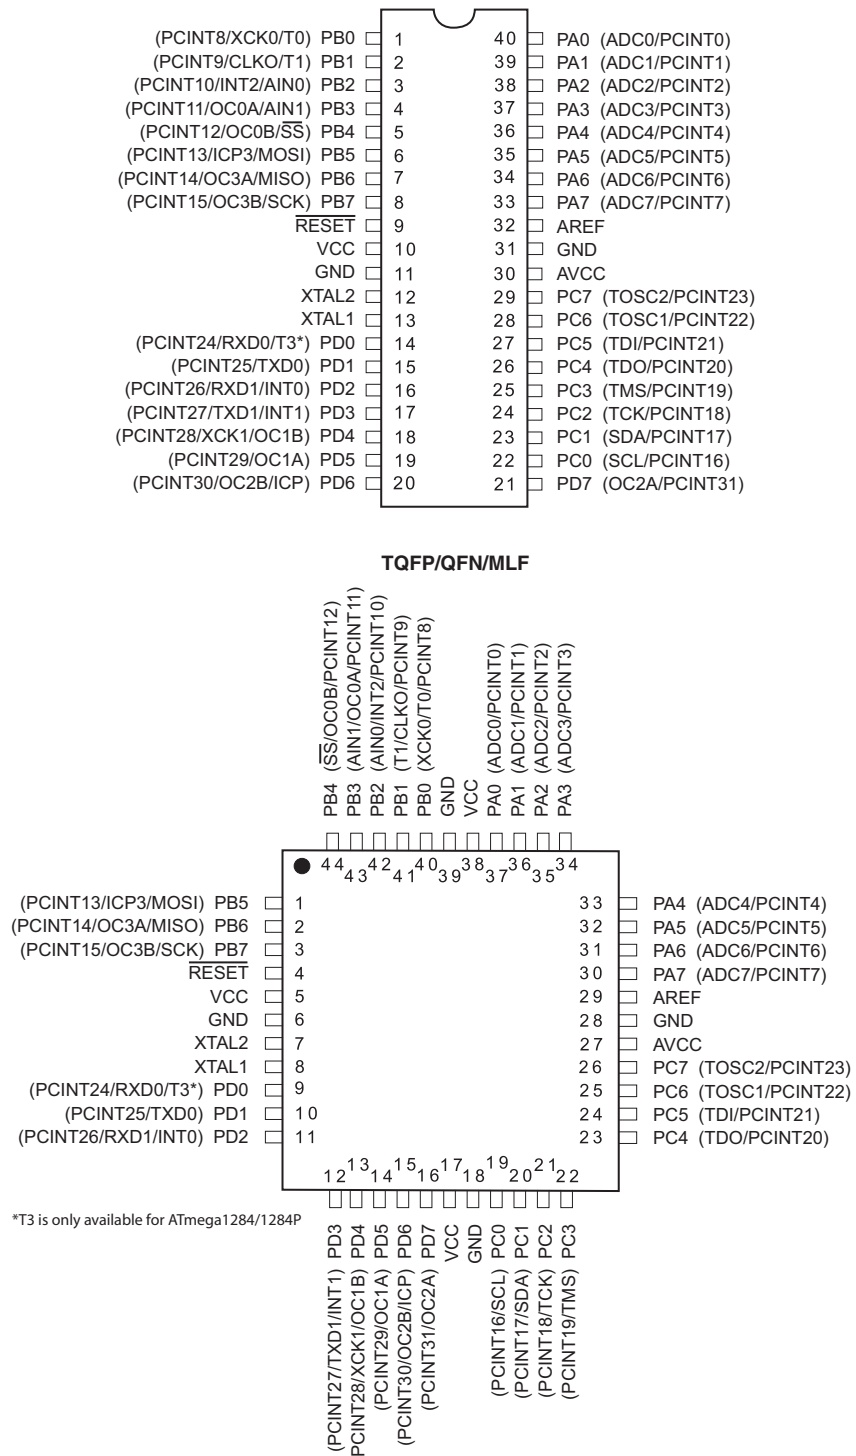 (PCINT8/XCK0/T0) PB0 1 40 PA0 (ADC0/PCINT0)
(PCINT9/CLKO/T1) PB1 2 39 PA1 (ADC1/PCINT1)
(PCINT10/INT2/AIN0) PB2 3 38 PA2 (ADC2/PCINT2)
(PCINT11/OC0A/AIN1) PB3 4 37 PA3 (ADC3/PCINT3)
(PCINT12/OC0B/S̅S̅) PB4 5 36 PA4 (ADC4/PCINT4)
(PCINT13/ICP3/MOSI) PB5 6 35 PA5 (ADC5/PCINT5)
(PCINT14/OC3A/MISO) PB6 7 34 PA6 (ADC6/PCINT6)
(PCINT15/OC3B/SCK) PB7 8 33 PA7 (ADC7/PCINT7)
R̅E̅S̅E̅T̅ 9 32 AREF
VCC 10 31 GND
GND 11 30 AVCC
XTAL2 12 29 PC7 (TOSC2/PCINT23)
XTAL1 13 28 PC6 (TOSC1/PCINT22)
(PCINT24/RXD0/T3*) PD0 14 27 PC5 (TDI/PCINT21)
(PCINT25/TXD0) PD1 15 26 PC4 (TDO/PCINT20)
(PCINT26/RXD1/INT0) PD2 16 25 PC3 (TMS/PCINT19)
(PCINT27/TXD1/INT1) PD3 17 24 PC2 (TCK/PCINT18)
(PCINT28/XCK1/OC1B) PD4 18 23 PC1 (SDA/PCINT17)
(PCINT29/OC1A) PD5 19 22 PC0 (SCL/PCINT16)
(PCINT30/OC2B/ICP) PD6 20 21 PD7 (OC2A/PCINT31)
TQFP/QFN/MLF
PB4 (S̅S̅/OC0B/PCINT12)
PB3 (AIN1/OC0A/PCINT11)
PB2 (AIN0/INT2/PCINT10)
PB1 (T1/CLKO/PCINT9)
PB0 (XCK0/T0/PCINT8)
GND
VCC
PA0 (ADC0/PCINT0)
PA1 (ADC1/PCINT1)
PA2 (ADC2/PCINT2)
PA3 (ADC3/PCINT3)
44 43 42 41 40 39 38 37 36 35 34
(PCINT13/ICP3/MOSI) PB5 1 33 PA4 (ADC4/PCINT4)
(PCINT14/OC3A/MISO) PB6 2 32 PA5 (ADC5/PCINT5)
(PCINT15/OC3B/SCK) PB7 3 31 PA6 (ADC6/PCINT6)
R̅E̅S̅E̅T̅ 4 30 PA7 (ADC7/PCINT7)
VCC 5 29 AREF
GND 6 28 GND
XTAL2 7 27 AVCC
XTAL1 8 26 PC7 (TOSC2/PCINT23)
(PCINT24/RXD0/T3*) PD0 9 25 PC6 (TOSC1/PCINT22)
(PCINT25/TXD0) PD1 10 24 PC5 (TDI/PCINT21)
(PCINT26/RXD1/INT0) PD2 11 23 PC4 (TDO/PCINT20)
12 13 14 15 16 17 18 19 20 21 22
*T3 is only available for ATmega1284/1284P
(PCINT27/TXD1/INT1) PD3
PCINT28/XCK1/OC1B) PD4
(PCINT29/OC1A) PD5
(PCINT30/OC2B/ICP) PD6
(PCINT31/OC2A) PD7
VCC
GND
(PCINT16/SCL) PC0
(PCINT17/SDA) PC1
(PCINT18/TCK) PC2
(PCINT19/TMS) PC3